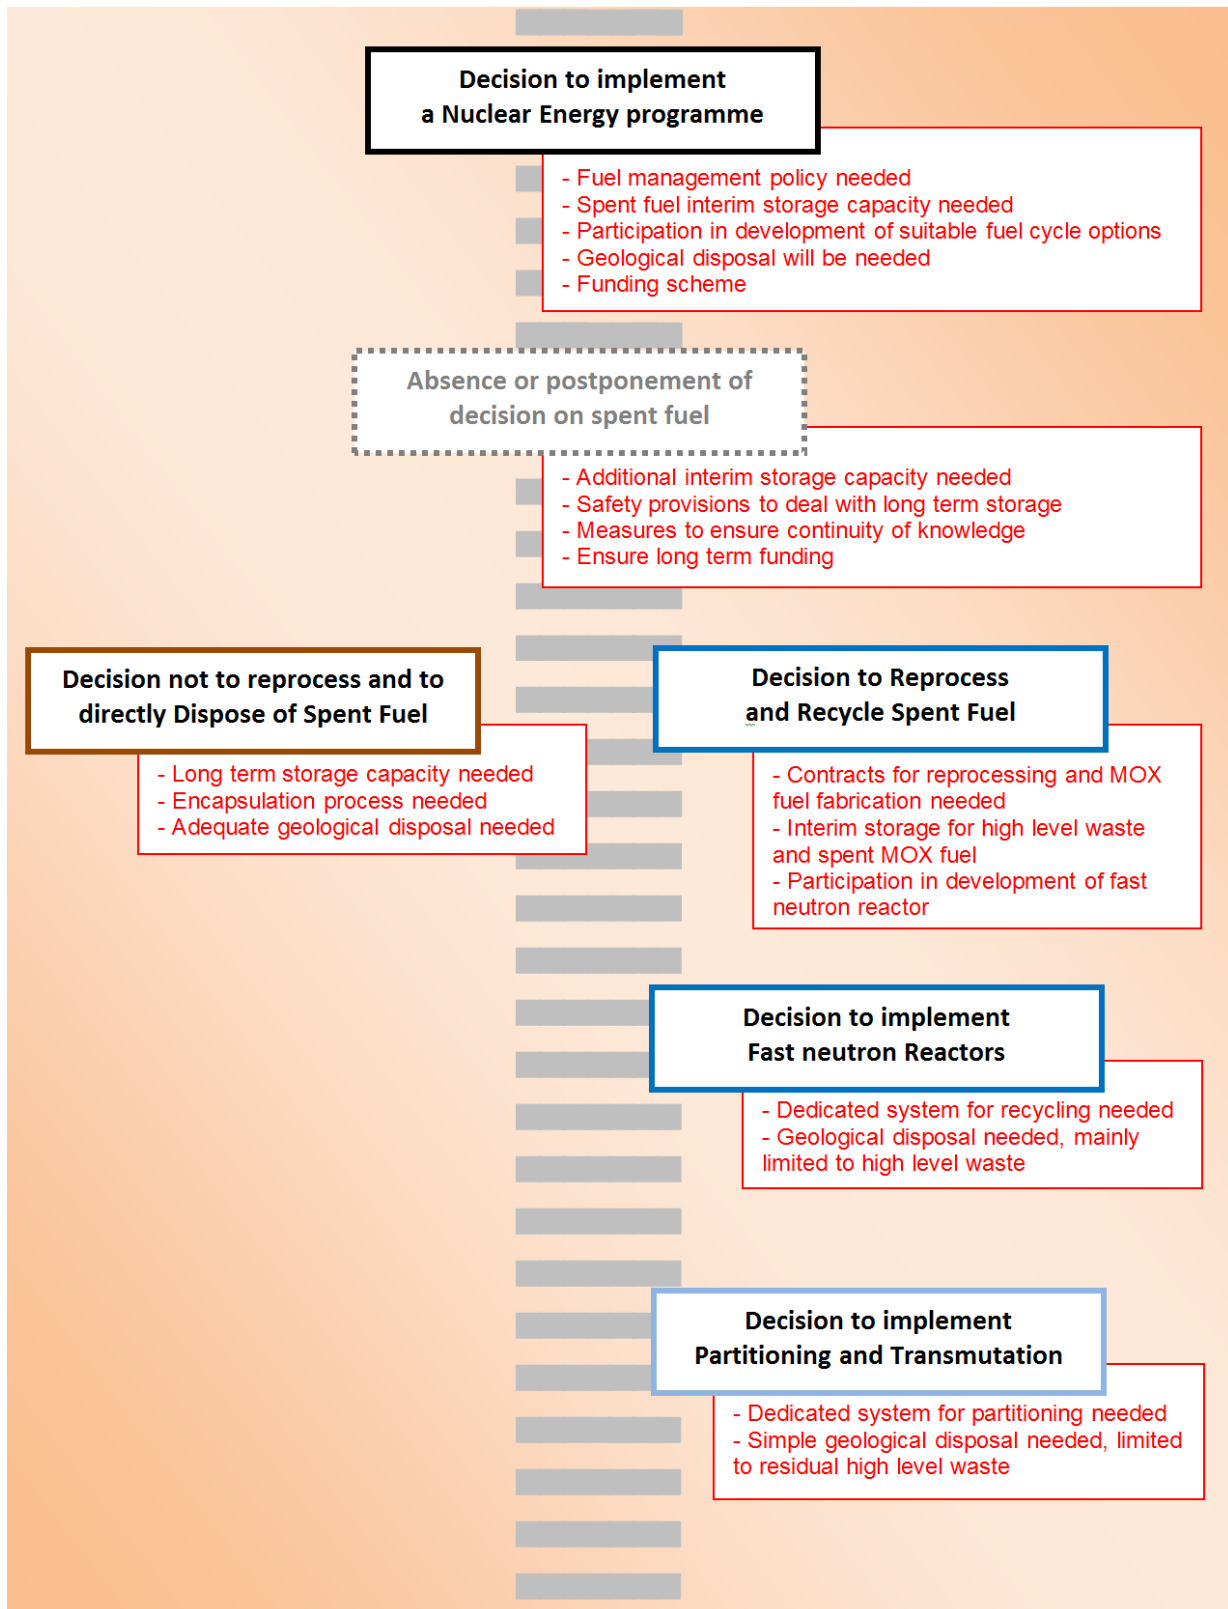 Decision to implement
a Nuclear Energy programme
- Fuel management policy needed
- Spent fuel interim storage capacity needed
- Participation in development of suitable fuel cycle options
- Geological disposal will be needed
- Funding scheme
Absence or postponement of
decision on spent fuel
- Additional interim storage capacity needed
- Safety provisions to deal with long term storage
- Measures to ensure continuity of knowledge
- Ensure long term funding
Decision not to reprocess and to
directly Dispose of Spent Fuel
- Long term storage capacity needed
- Encapsulation process needed
- Adequate geological disposal needed
Decision to Reprocess
and Recycle Spent Fuel
- Contracts for reprocessing and MOX
fuel fabrication needed
- Interim storage for high level waste
and spent MOX fuel
- Participation in development of fast
neutron reactor
Decision to implement
Fast neutron Reactors
- Dedicated system for recycling needed
- Geological disposal needed, mainly
limited to high level waste
Decision to implement
Partitioning and Transmutation
- Dedicated system for partitioning needed
- Simple geological disposal needed, limited
to residual high level waste